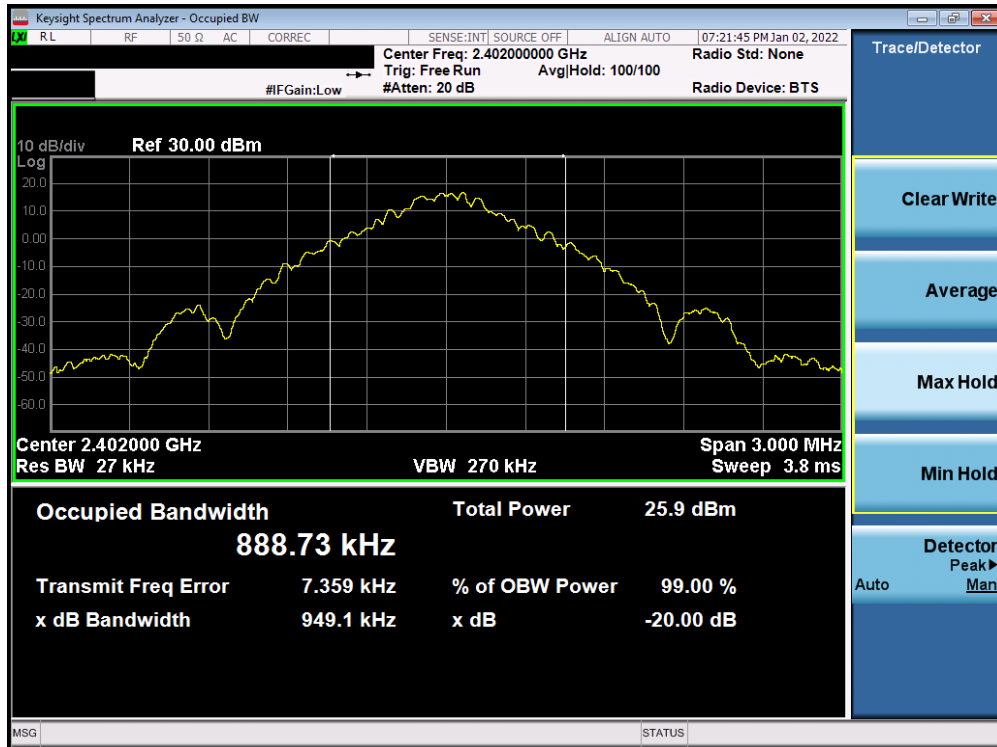 Keysight Spectrum Analyzer - Occupied BW
LXI RL RF 50 Ω AC CORREC SENSE:INT SOURCE OFF ALIGN AUTO 07:21:45 PM Jan 02, 2022
Center Freq: 2.402000000 GHz Radio Std: None
Trig: Free Run Avg|Hold: 100/100
#IFGain:Low #Atten: 20 dB Radio Device: BTS
Trace/Detector
10 dB/div Ref 30.00 dBm
Log
20.0
10.0
0.00
-10.0
-20.0
-30.0
-40.0
-50.0
-60.0
Center 2.402000 GHz Span 3.000 MHz
Res BW 27 kHz VBW 270 kHz Sweep 3.8 ms
Occupied Bandwidth Total Power 25.9 dBm
888.73 kHz
Transmit Freq Error 7.359 kHz % of OBW Power 99.00 %
x dB Bandwidth 949.1 kHz x dB -20.00 dB
Clear Write
Average
Max Hold
Min Hold
Detector
Peak▶
Auto Man
MSG STATUS